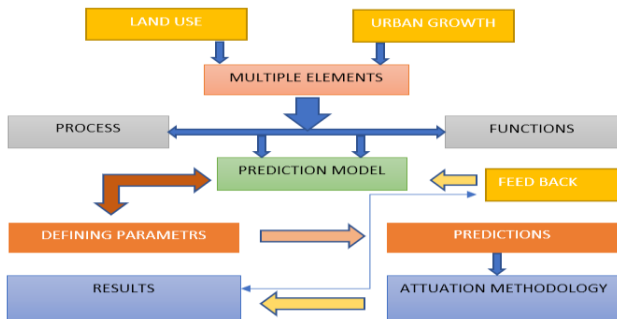 LAND USE
URBAN GROWTH
MULTIPLE ELEMENTS
PROCESS
FUNCTIONS
PREDICTION MODEL
FEED BACK
DEFINING PARAMETRS
PREDICTIONS
RESULTS
ATTUATION METHODOLOGY